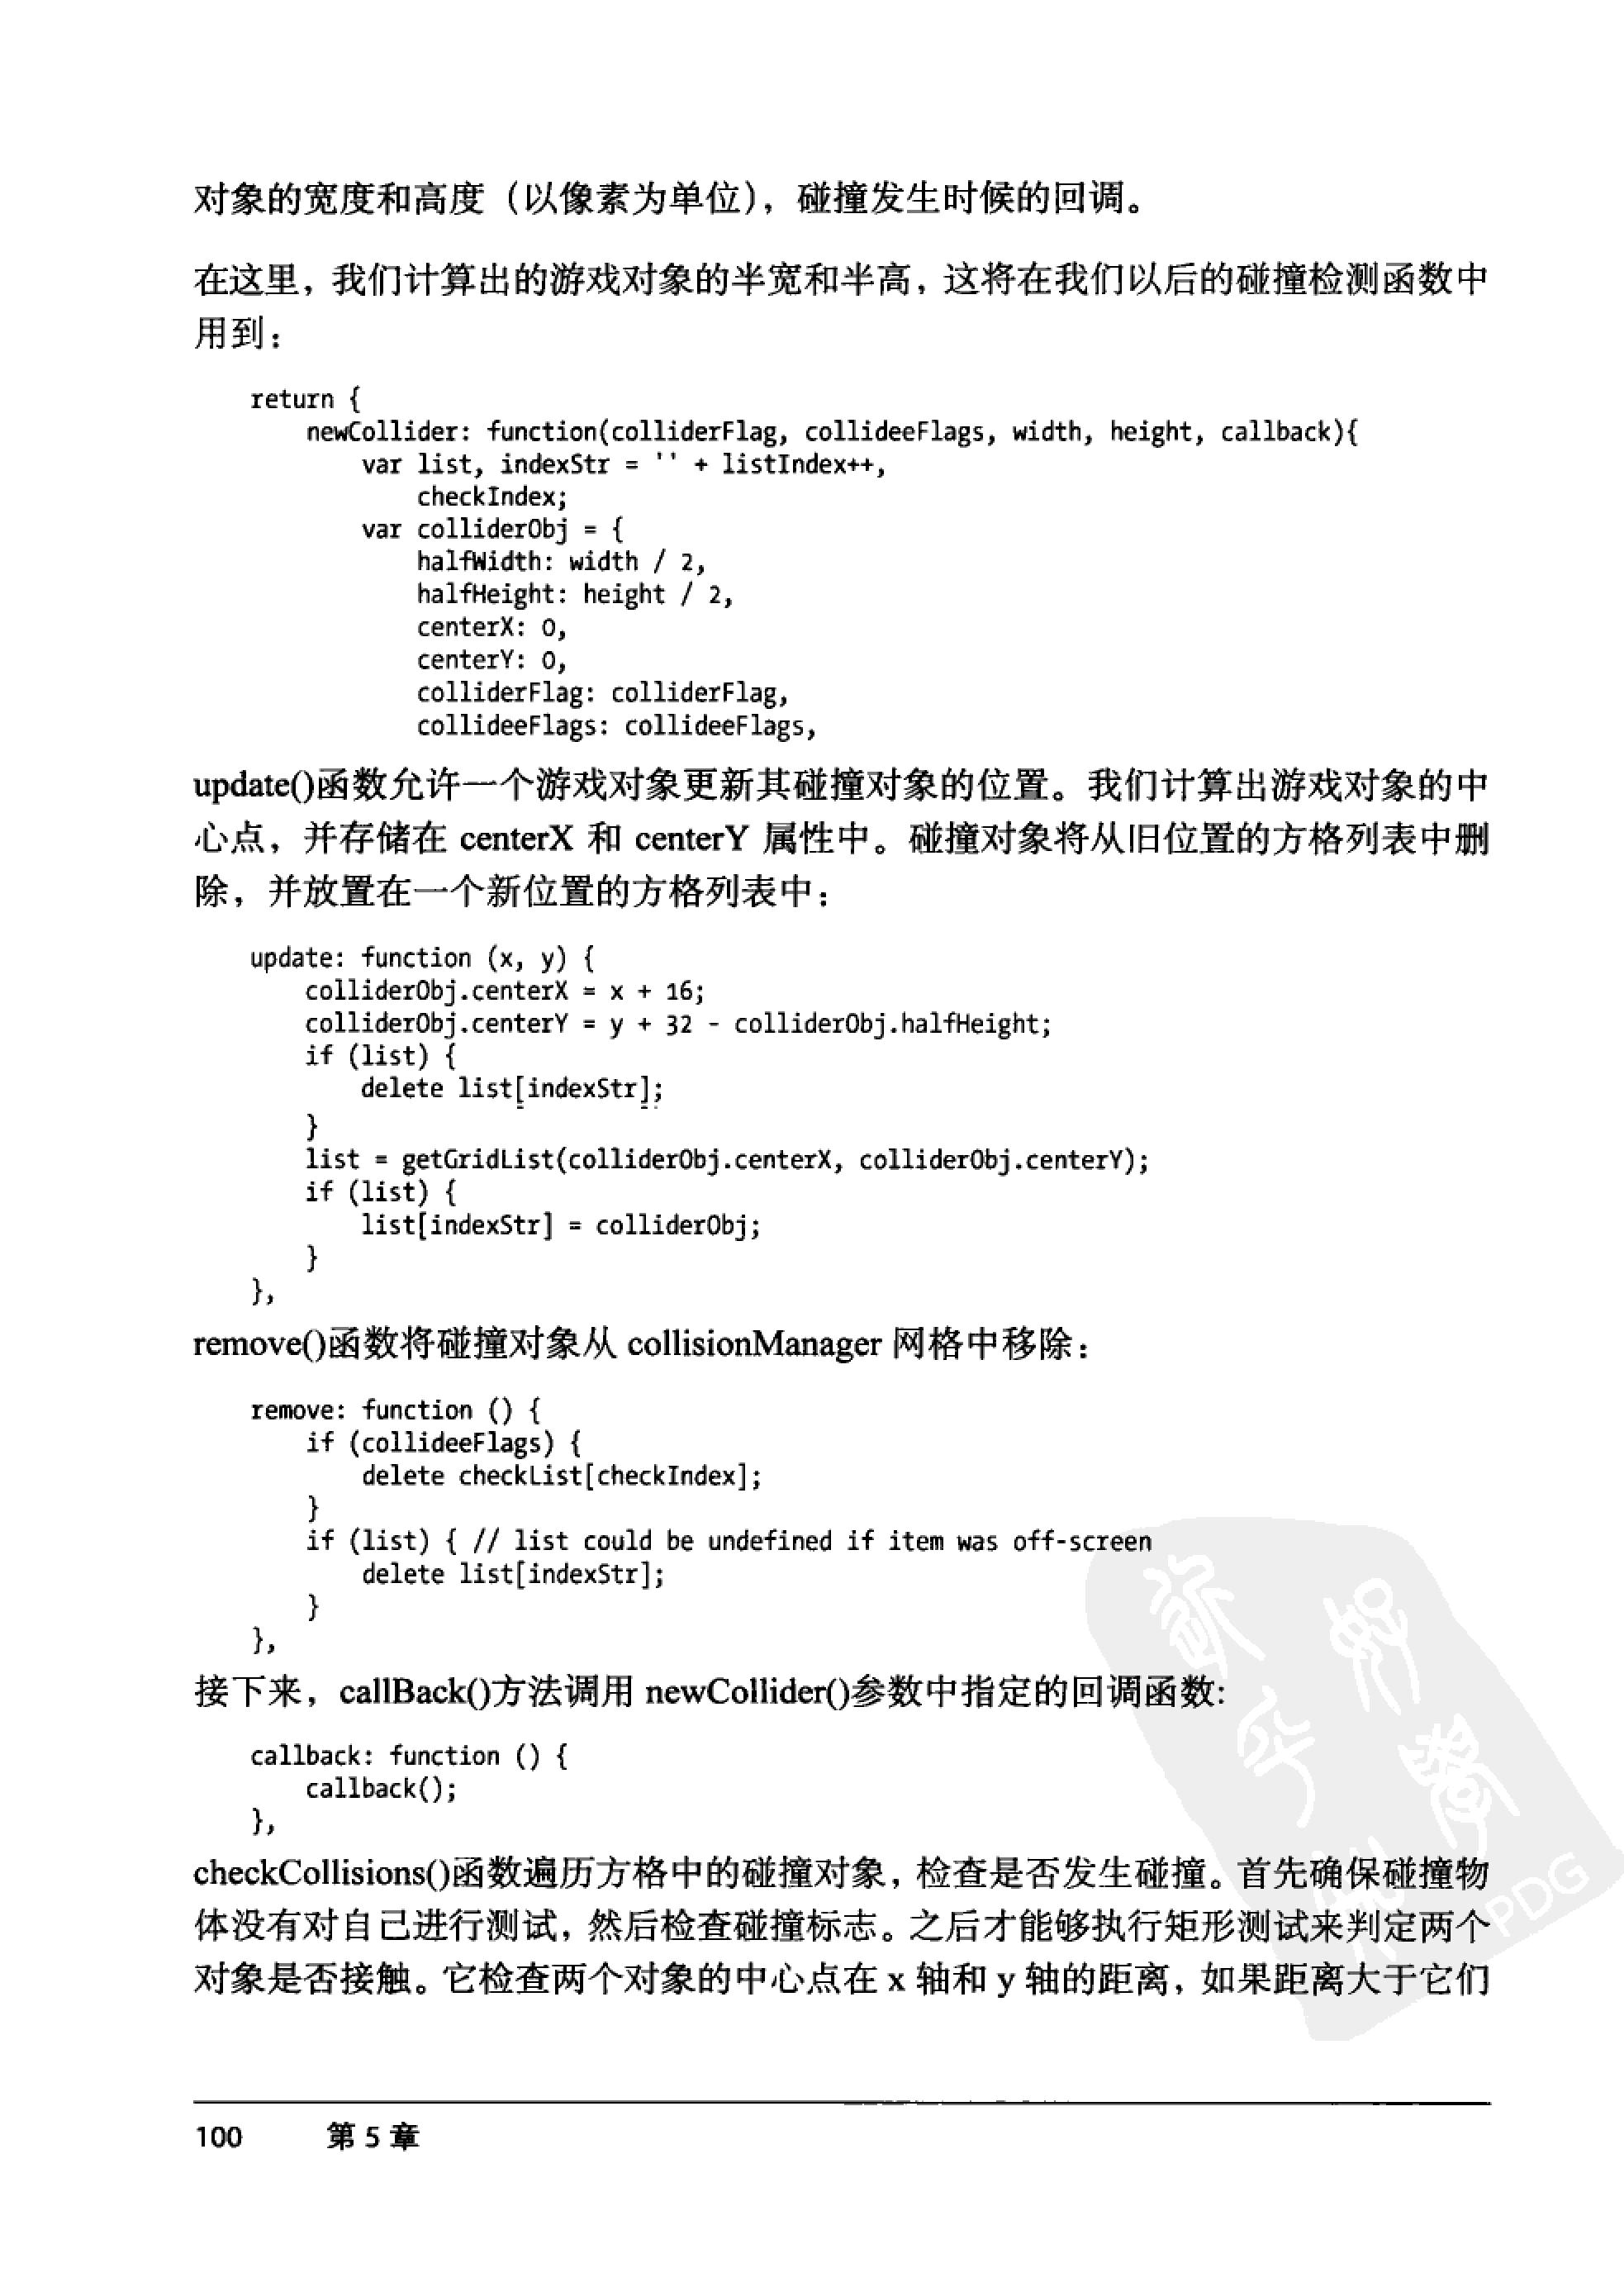 对象的宽度和高度（以像素为单位），碰撞发生时候的回调。
在这里，我们计算出的游戏对象的半宽和半高，这将在我们以后的碰撞检测函数中
用到：
return {
    newCollider: function(colliderFlag, collideeFlags, width, height, callback){
        var list, indexStr = '' + listIndex++,
            checkIndex;
        var colliderObj = {
            halfWidth: width / 2,
            halfHeight: height / 2,
            centerX: 0,
            centerY: 0,
            colliderFlag: colliderFlag,
            collideeFlags: collideeFlags,
update()函数允许一个游戏对象更新其碰撞对象的位置。我们计算出游戏对象的中
心点，并存储在 centerX 和 centerY 属性中。碰撞对象将从旧位置的方格列表中删
除，并放置在一个新位置的方格列表中：
update: function (x, y) {
    colliderObj.centerX = x + 16;
    colliderObj.centerY = y + 32 - colliderObj.halfHeight;
    if (list) {
        delete list[indexStr];
    }
    list = getGridList(colliderObj.centerX, colliderObj.centerY);
    if (list) {
        list[indexStr] = colliderObj;
    }
},
remove()函数将碰撞对象从 collisionManager 网格中移除：
remove: function () {
    if (collideeFlags) {
        delete checkList[checkIndex];
    }
    if (list) { // list could be undefined if item was off-screen
        delete list[indexStr];
    }
},
接下来，callBack()方法调用 newCollider()参数中指定的回调函数:
callback: function () {
    callback();
},
checkCollisions()函数遍历方格中的碰撞对象，检查是否发生碰撞。首先确保碰撞物
体没有对自己进行测试，然后检查碰撞标志。之后才能够执行矩形测试来判定两个
对象是否接触。它检查两个对象的中心点在 x 轴和 y 轴的距离，如果距离大于它们
PDG
100 第 5 章